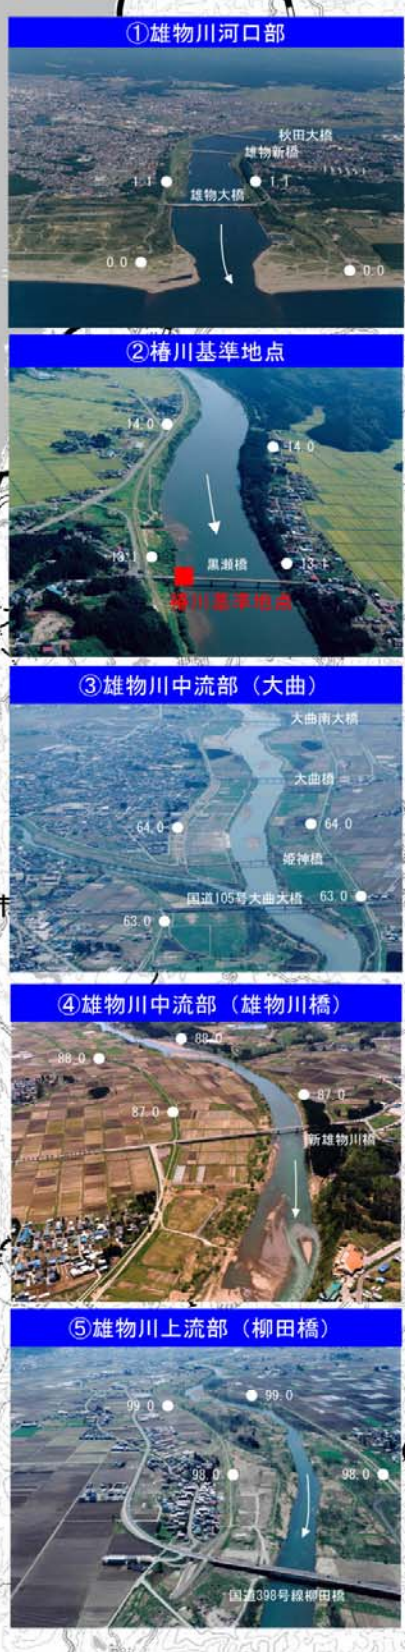 ①雄物川河口部
秋田大橋
雄物新橋
1.1
1.1
雄物大橋
0.0
0.0
②椿川基準地点
14.0
14.0
13.1
13.1
黒瀬橋
椿川基準地点
③雄物川中流部（大曲）
大曲南大橋
大曲橋
64.0
64.0
姫神橋
国道105号大曲大橋
63.0
63.0
④雄物川中流部（雄物川橋）
88.0
88.0
87.0
87.0
新雄物川橋
⑤雄物川上流部（柳田橋）
99.0
99.0
98.0
98.0
国道398号線柳田橋